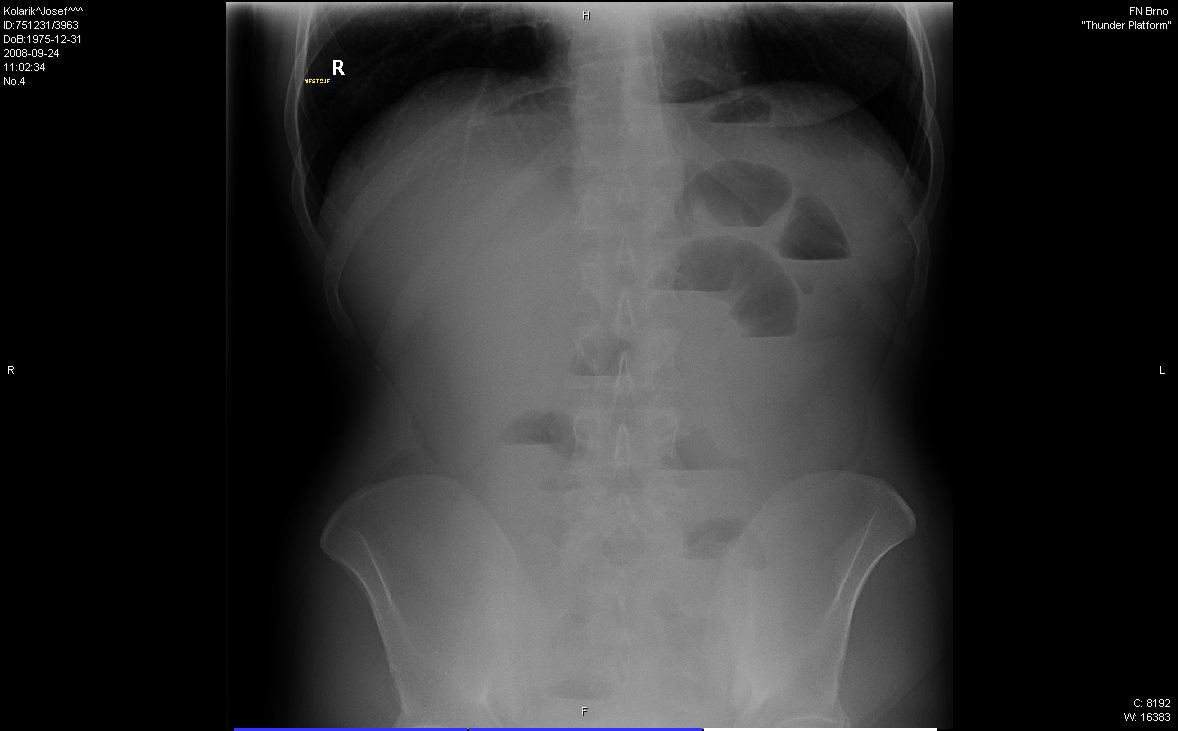 Kolarik^Josef^^^
ID:751231/3963
DoB:1975-12-31
2008-09-24
11:02:34
No.4
FN Brno
"Thunder Platform"
H
R
R
L
F
C: 8192
W: 16383